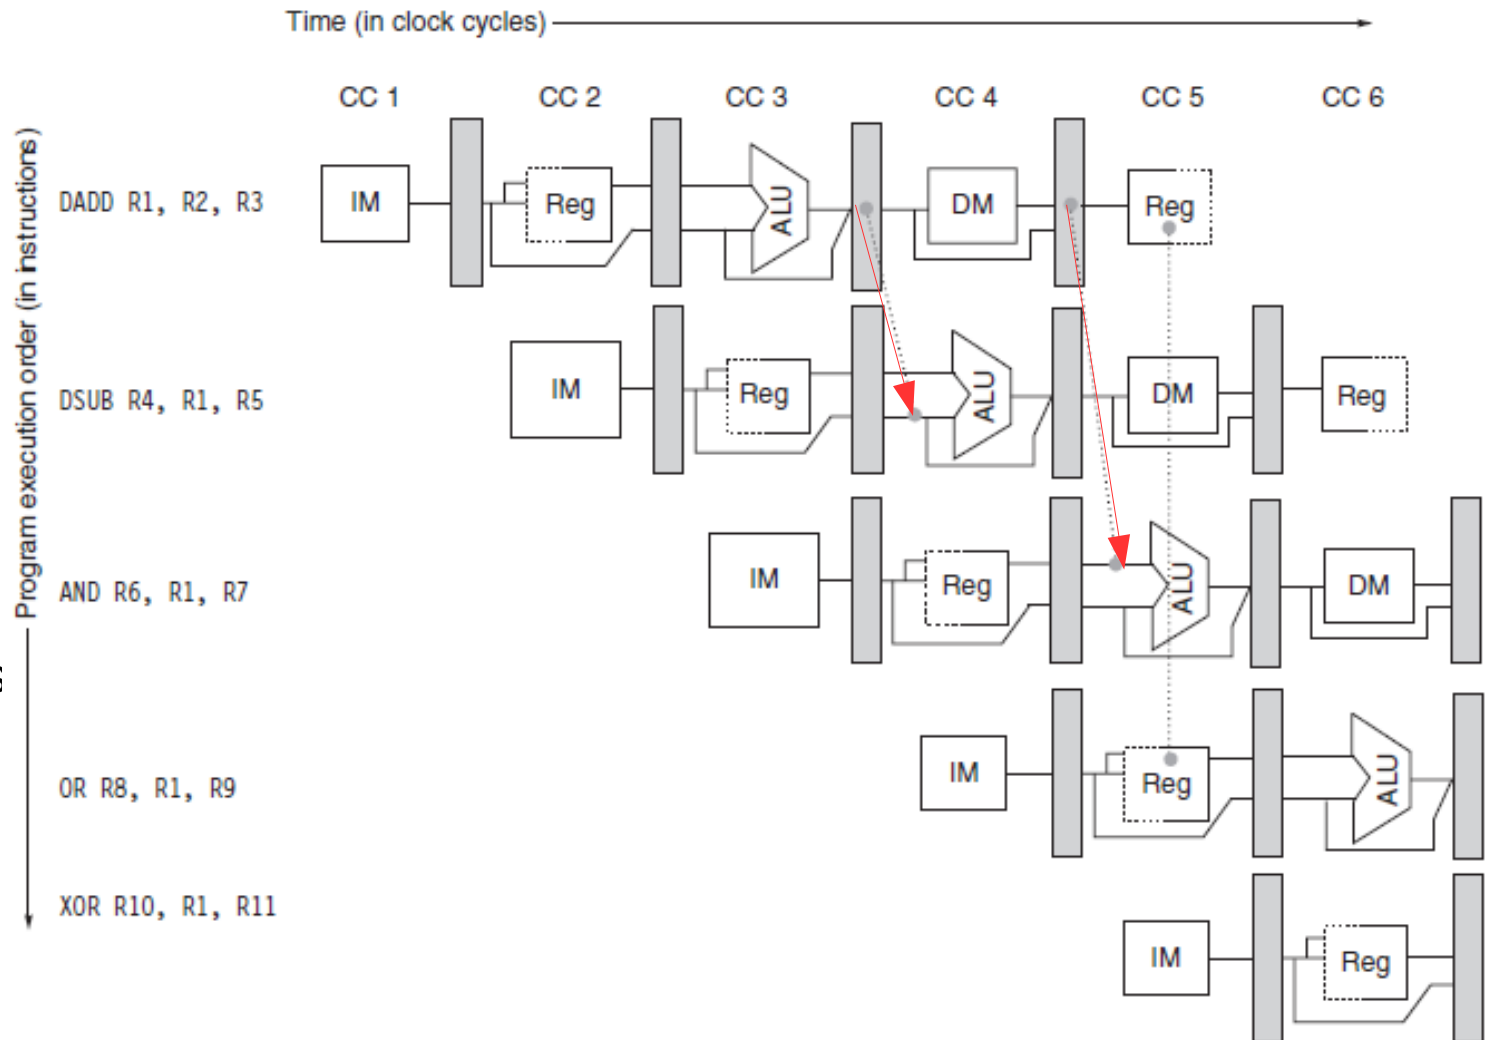 Time (in clock cycles)
CC 1 CC 2 CC 3 CC 4 CC 5 CC 6
Program execution order (in instructions)
DADD R1, R2, R3
IM Reg ALU DM Reg
DSUB R4, R1, R5
IM Reg ALU DM Reg
AND R6, R1, R7
IM Reg ALU DM
OR R8, R1, R9
IM Reg ALU
XOR R10, R1, R11
IM Reg